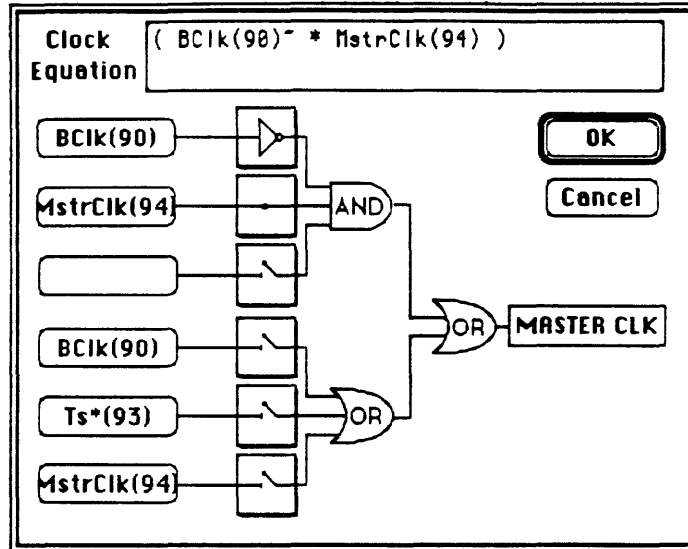 Clock
Equation
( BClk(90)~ * MstrClk(94) )
BClk(90)
OK
MstrClk(94)
AND
Cancel
BClk(90)
OR
MASTER CLK
Ts*(93)
OR
MstrClk(94)